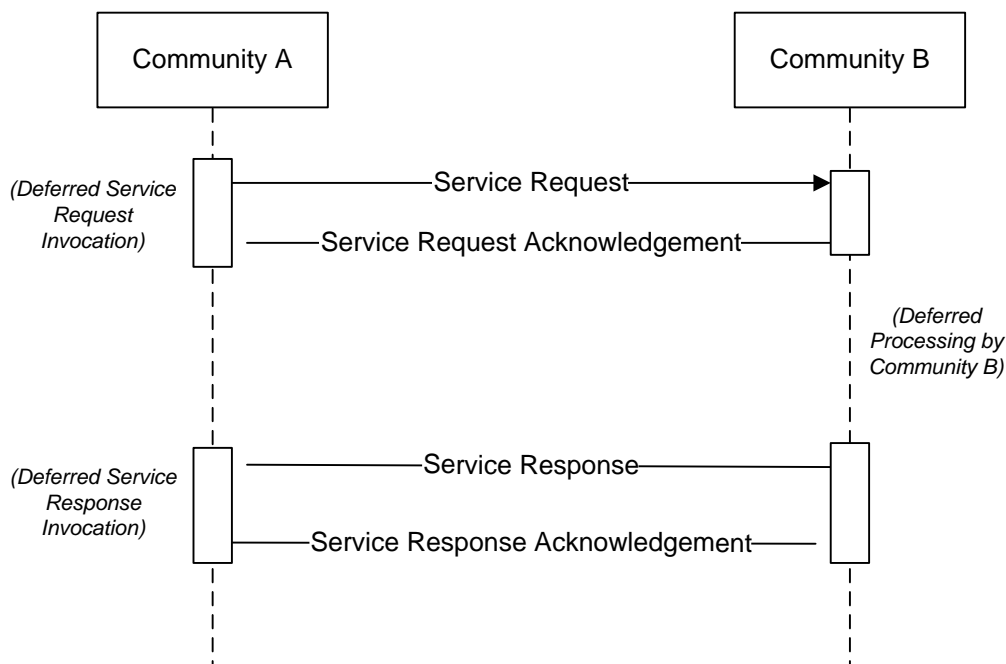 Community A
Community B
(Deferred Service
Request
Invocation)
Service Request
Service Request Acknowledgement
(Deferred
Processing by
Community B)
(Deferred Service
Response
Invocation)
Service Response
Service Response Acknowledgement